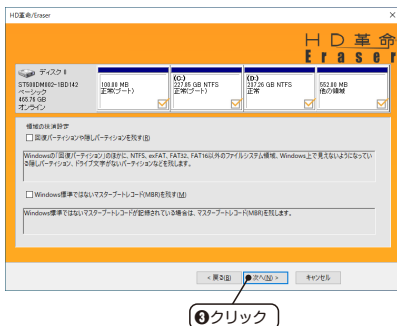 HD革命/Eraser
×
HD革命
Eraser
ディスク 0
ST500DM002-1BD142
ベーシック
465.76 GB
オンライン
100.00 MB
正常(ブート)
(C:)
237.85 GB NTFS
正常(ブート)
(D:)
237.26 GB NTFS
正常
552.00 MB
他の領域
領域の抹消設定
回復パーティションや隠しパーティションを残す(R)
Windowsの「回復パーティション」のほかに、NTFS、exFAT、FAT32、FAT16以外のファイルシステム領域、Windows上で見えないようになってい
る隠しパーティション、ドライブ文字がないパーティションなどを残します。
Windows標準ではないマスターブートレコード(MBR)を残す(M)
Windows標準ではないマスターブートレコードが記録されている場合は、マスターブートレコード(MBR)を残します。
< 戻る(B)
次へ(N) >
キャンセル
❸クリック